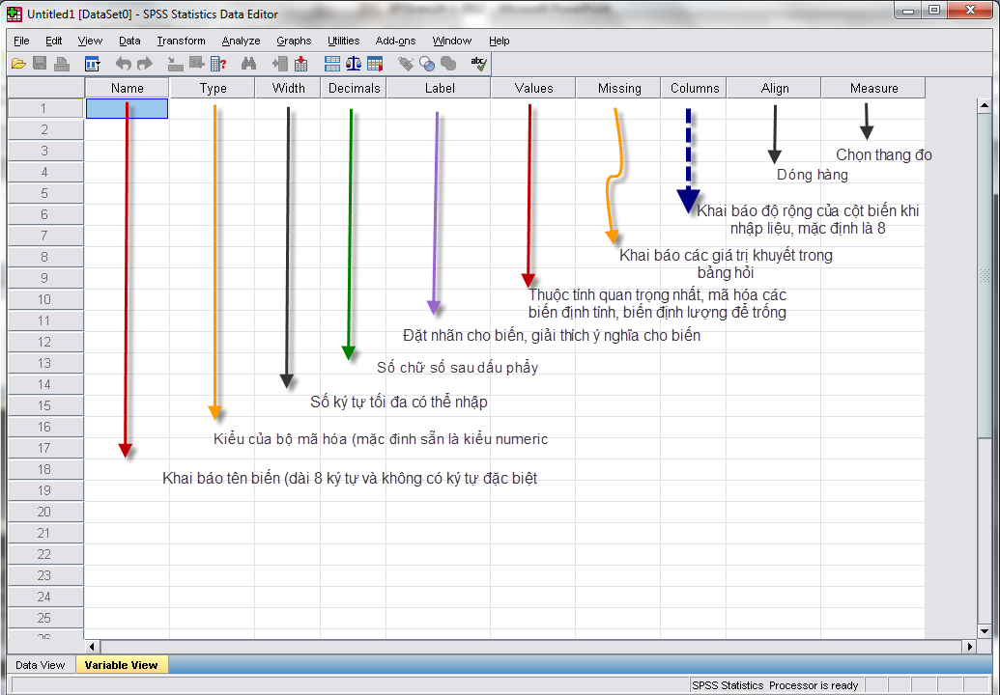 Untitled1 [DataSet0] - SPSS Statistics Data Editor
File Edit View Data Transform Analyze Graphs Utilities Add-ons Window Help
Name Type Width Decimals Label Values Missing Columns Align Measure
1
2
3
Chọn thang đo
4
Dóng hàng
5
6
Khai báo độ rộng của cột biến khi
7
nhập liệu, mặc định là 8
8
Khai báo các giá trị khuyết trong
9
bảng hỏi
10
Thuộc tính quan trọng nhất, mã hóa các
11
biến định tính, biến định lượng để trống
12
Đặt nhãn cho biến, giải thích ý nghĩa cho biến
13
Số chữ số sau dấu phẩy
14
15
Số ký tự tối đa có thể nhập
16
17
Kiểu của bộ mã hóa (mặc đinh sẵn là kiểu numeric
18
Khai báo tên biến (dài 8 ký tự và không có ký tự đặc biệt
19
20
21
22
23
24
25
26
Data View Variable View
SPSS Statistics Processor is ready